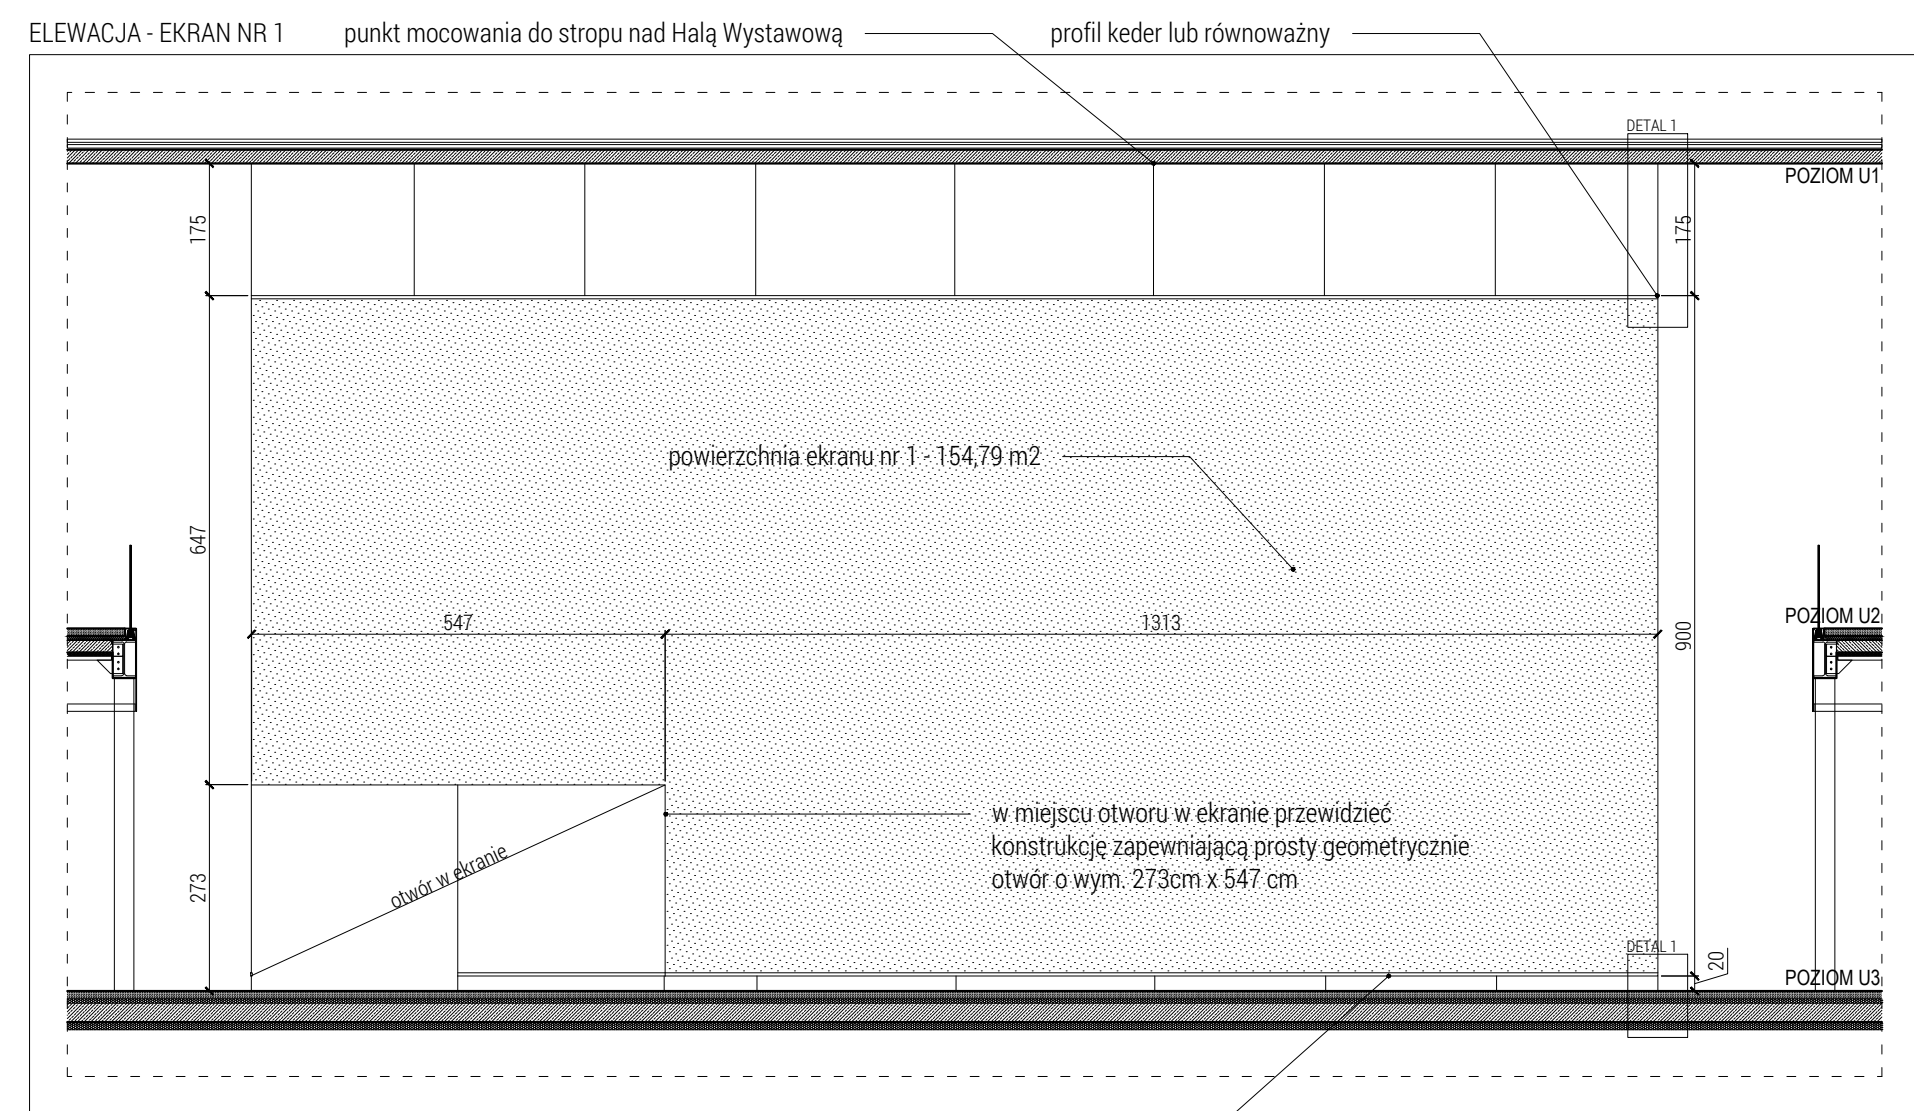 ELEWACJA - EKRAN NR 1
punkt mocowania do stropu nad Halą Wystawową
profil keder lub równoważny
DETAL 1
POZIOM U1
175
175
powierzchnia ekranu nr 1 - 154,79 m2
647
547
1313
POZIOM U2
900
w miejscu otworu w ekranie przewidzieć
konstrukcję zapewniającą prosty geometrycznie
otwór o wym. 273cm x 547 cm
otwór w ekranie
273
DETAL 1
20
POZIOM U3